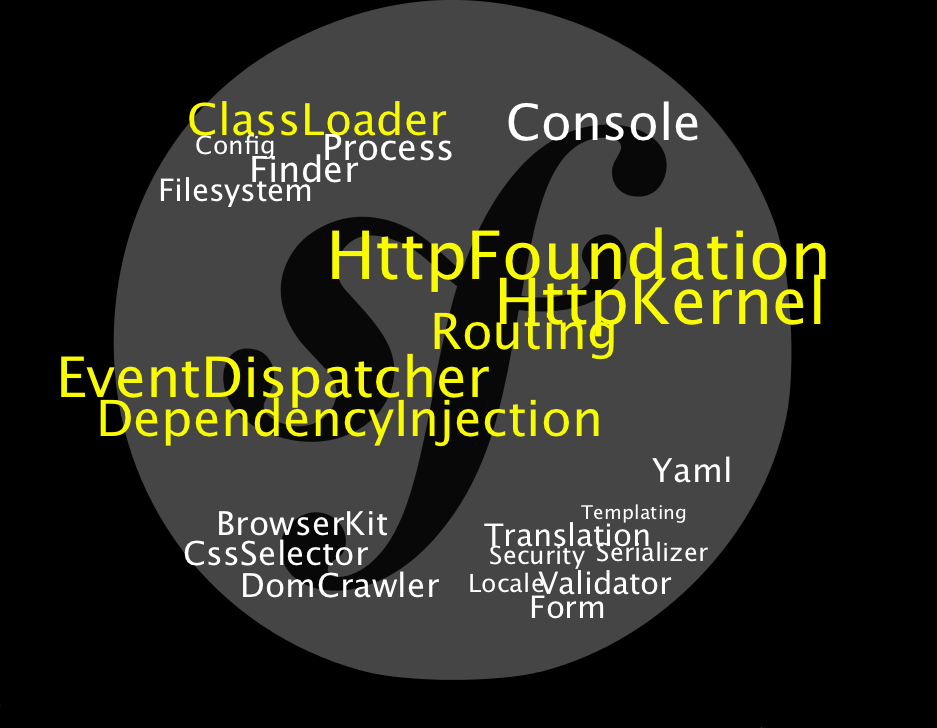 ClassLoader
Console
Config
Process
Finder
Filesystem
HttpFoundation
HttpKernel
Routing
EventDispatcher
DependencyInjection
Yaml
Templating
BrowserKit
Translation
CssSelector
Security
Serializer
DomCrawler
Locale
Validator
Form
sf